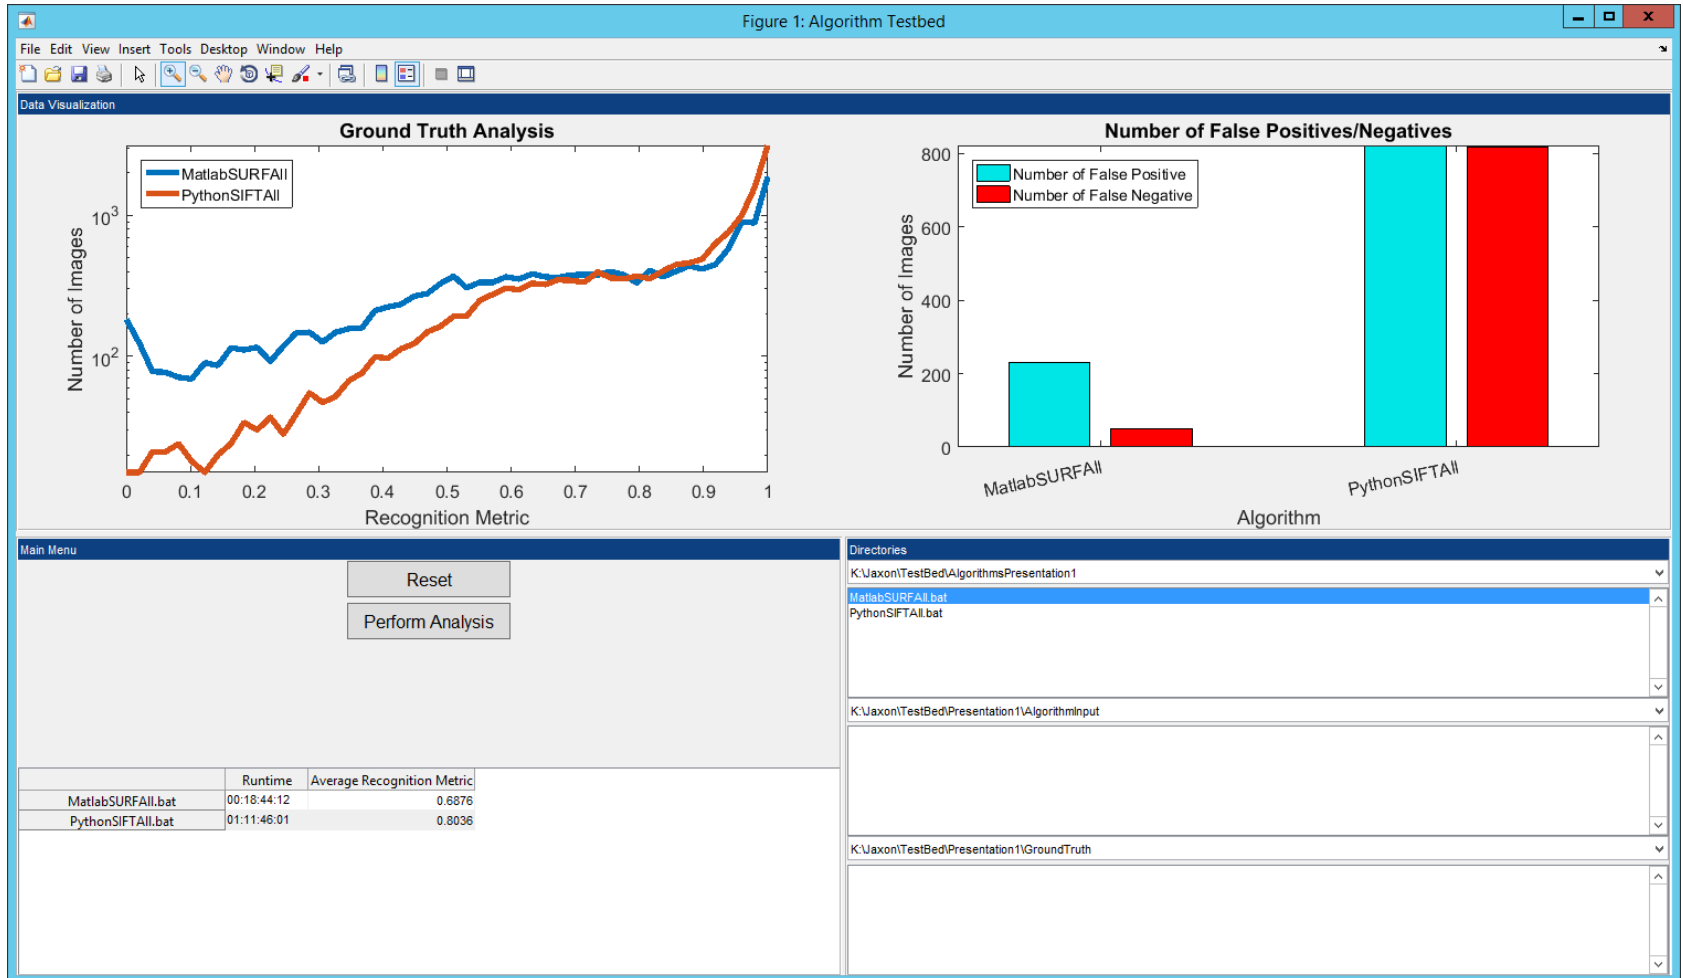 Figure 1: Algorithm Testbed
File Edit View Insert Tools Desktop Window Help
Data Visualization
Ground Truth Analysis
MatlabSURFAll
PythonSIFTAll
Number of Images
10^3
10^2
0 0.1 0.2 0.3 0.4 0.5 0.6 0.7 0.8 0.9 1
Recognition Metric
Number of False Positives/Negatives
Number of False Positive
Number of False Negative
Number of Images
800
600
400
200
0
MatlabSURFAll
PythonSIFTAll
Algorithm
Main Menu
Reset
Perform Analysis
Runtime Average Recognition Metric
MatlabSURFAll.bat 00:18:44:12 0.6876
PythonSIFTAll.bat 01:11:46:01 0.8036
Directories
K:\Jaxon\TestBed\AlgorithmsPresentation1
MatlabSURFAll.bat
PythonSIFTAll.bat
K:\Jaxon\TestBed\Presentation1\AlgorithmInput
K:\Jaxon\TestBed\Presentation1\GroundTruth